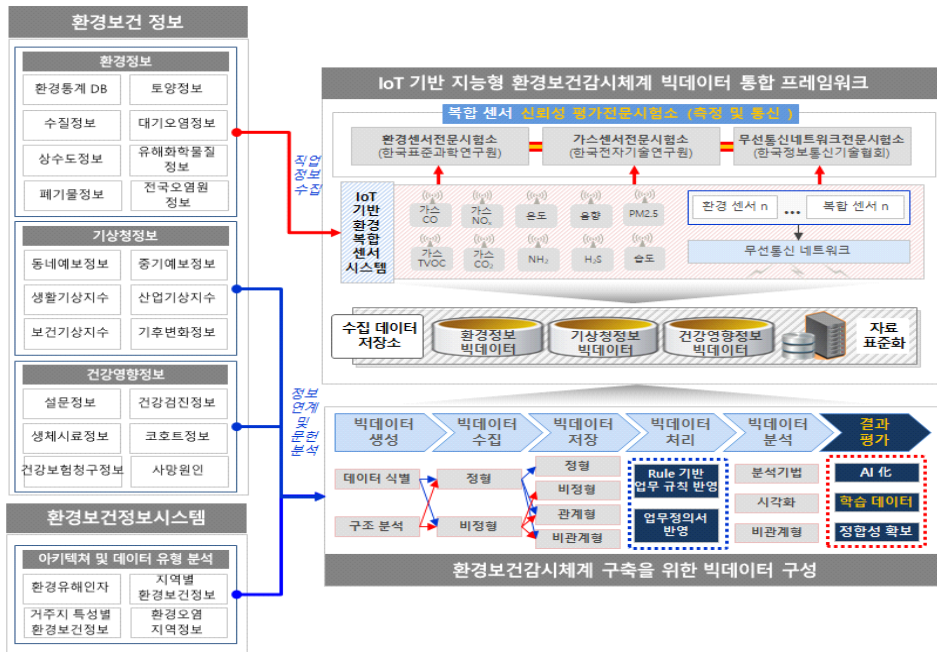 환경보건 정보
환경정보
환경통계 DB
토양정보
수질정보
대기오염정보
상수도정보
유해화학물질
정보
폐기물정보
전국오염원
정보
기상청정보
동네예보정보
중기예보정보
생활기상지수
산업기상지수
보건기상지수
기후변화정보
건강영향정보
설문정보
건강검진정보
생체시료정보
코호트정보
건강보험청구정보
사망원인
환경보건정보시스템
아키텍처 및 데이터 유형 분석
환경유해인자
지역별
환경보건정보
거주지 특성별
환경보건정보
환경오염
지역정보
직업
정보
수집
정보
연계
및
문헌
분석
IoT 기반 지능형 환경보건감시체계 빅데이터 통합 프레임워크
복합 센서 신뢰성 평가전문시험소 (측정 및 통신 )
환경센서전문시험소
(한국표준과학연구원)
가스센서전문시험소
(한국전자기술연구원)
무선통신네트워크전문시험소
(한국정보통신기술협회)
IoT
기반
환경
복합
센서
시스템
가스
CO
가스
NOₓ
온도
음향
PM2.5
가스
TVOC
가스
CO₂
NH₂
H₂S
습도
환경 센서 n
...
복합 센서 n
무선통신 네트워크
수집 데이터
저장소
환경정보
빅데이터
기상청정보
빅데이터
건강영향정보
빅데이터
자료
표준화
빅데이터
생성
빅데이터
수집
빅데이터
저장
빅데이터
처리
빅데이터
분석
결과
평가
데이터 식별
구조 분석
정형
비정형
정형
비정형
관계형
비관계형
Rule 기반
업무 규칙 반영
업무정의서
반영
분석기법
시각화
비관계형
AI 化
학습 데이터
정합성 확보
환경보건감시체계 구축을 위한 빅데이터 구성